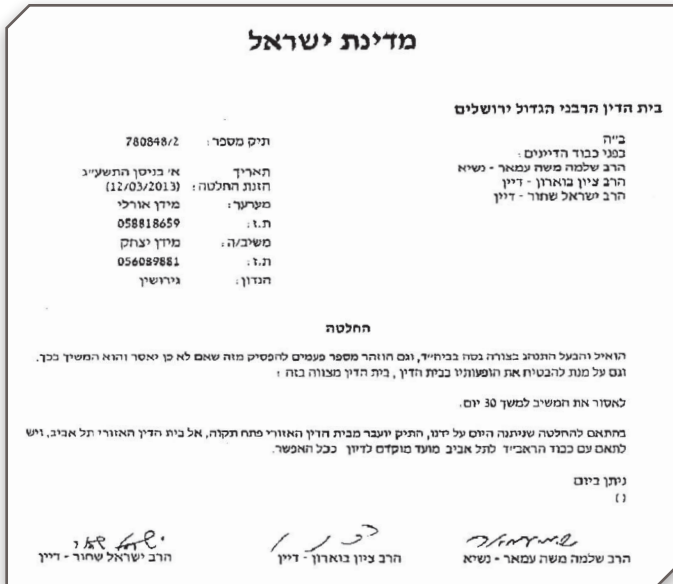 מדינת ישראל
בית הדין הרבני הגדול ירושלים
ב"ה
בפני כבוד הדיינים :
הרב שלמה משה עמאר - נשיא
הרב ציון בוארון - דיין
הרב ישראל שחור - דיין
תיק מספר : 780848/2
תאריך א' בניסן התשע"ג
הזנת החלטה : (12/03/2013)
מערער : מידן אורלי
ת.ז : 058818659
משיב/ה : מידן יצחק
ת.ז : 056089881
הנדון : גירושין
החלטה
הואיל והבעל התנהג בצורה גסה בביה"ד, וגם הוזהר מספר פעמים להפסיק מזה שאם לא כן יאסר והוא המשיך בכך.
וגם על מנת להבטיח את הופעותיו בבית הדין , בית הדין מצווה בזה :
לאסור את המשיב למשך 30 יום.
בהתאם להחלטה שניתנה היום על ידנו, התיק יועבר מבית הדין האזורי פתח תקוה, אל בית הדין האזורי תל אביב, ויש
לתאם עם כבוד הראב"ד לתל אביב מועד מוקדם לדיון ככל האפשר.
ניתן ביום
()
הרב שלמה משה עמאר - נשיא הרב ציון בוארון - דיין הרב ישראל שחור - דיין